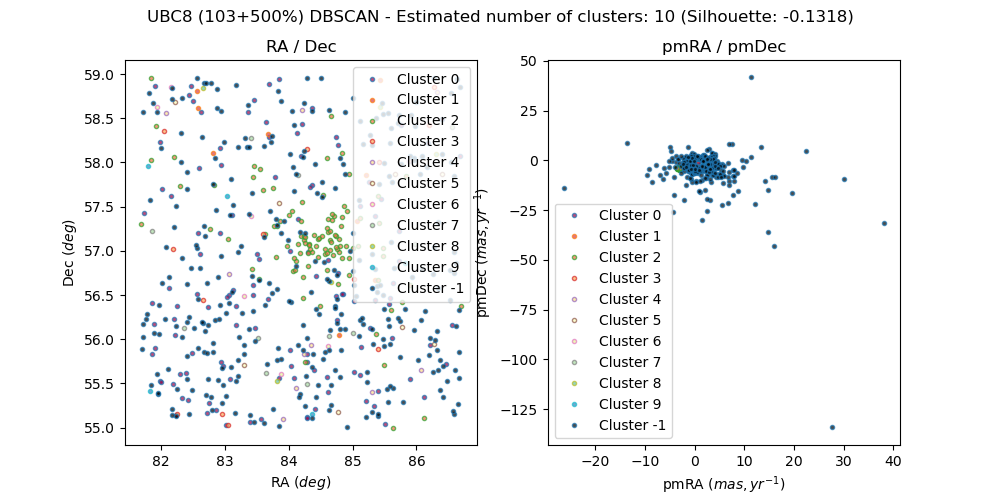 UBC8 (103+500%) DBSCAN - Estimated number of clusters: 10 (Silhouette: -0.1318)
RA / Dec
59.0
58.5
58.0
57.5
57.0
56.5
56.0
55.5
55.0
Dec (deg)
82 83 84 85 86
RA (deg)
Cluster 0
Cluster 1
Cluster 2
Cluster 3
Cluster 4
Cluster 5
Cluster 6
Cluster 7
Cluster 8
Cluster 9
Cluster -1
pmRA / pmDec
50
25
0
−25
−50
−75
−100
−125
pmDec (mas, yr⁻¹)
−20 −10 0 10 20 30 40
pmRA (mas, yr⁻¹)
Cluster 0
Cluster 1
Cluster 2
Cluster 3
Cluster 4
Cluster 5
Cluster 6
Cluster 7
Cluster 8
Cluster 9
Cluster -1